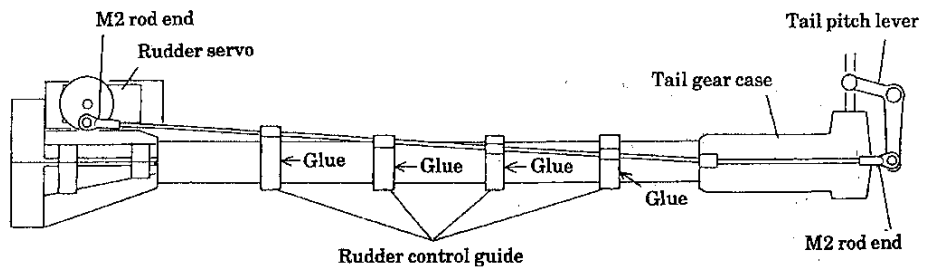 M2 rod end
Rudder servo
Tail pitch lever
Tail gear case
Glue
Glue
Glue
Glue
Rudder control guide
M2 rod end